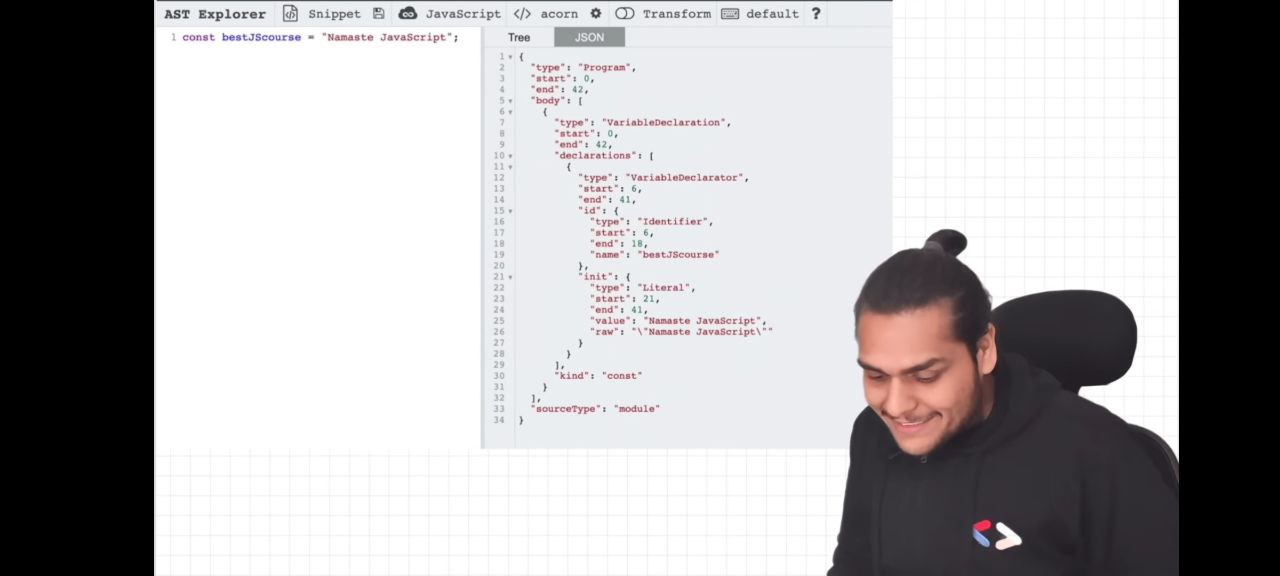 AST Explorer Snippet JavaScript </> acorn Transform default ?
Tree JSON
1 const bestJScourse = "Namaste JavaScript";
1 {
2 "type": "Program",
3 "start": 0,
4 "end": 42,
5 "body": [
6 {
7 "type": "VariableDeclaration",
8 "start": 0,
9 "end": 42,
10 "declarations": [
11 {
12 "type": "VariableDeclarator",
13 "start": 6,
14 "end": 41,
15 "id": {
16 "type": "Identifier",
17 "start": 6,
18 "end": 18,
19 "name": "bestJScourse"
20 },
21 "init": {
22 "type": "Literal",
23 "start": 21,
24 "end": 41,
25 "value": "Namaste JavaScript",
26 "raw": "\"Namaste JavaScript\""
27 }
28 }
29 ],
30 "kind": "const"
31 }
32 ],
33 "sourceType": "module"
34 }